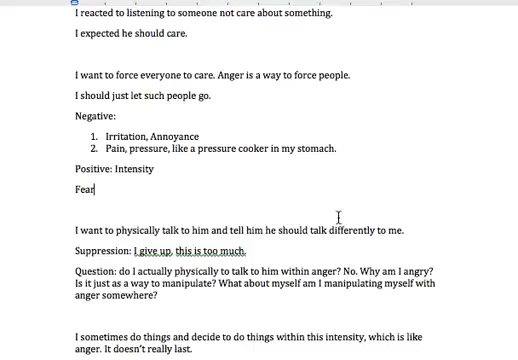 I reacted to listening to someone not care about something.
I expected he should care.
I want to force everyone to care. Anger is a way to force people.
I should just let such people go.
Negative:
1. Irritation, Annoyance
2. Pain, pressure, like a pressure cooker in my stomach.
Positive: Intensity
Fear
I want to physically talk to him and tell him he should talk differently to me.
Suppression: I give up, this is too much.
Question: do I actually physically to talk to him within anger? No. Why am I angry?
Is it just as a way to manipulate? What about myself am I manipulating myself with
anger somewhere?
I sometimes do things and decide to do things within this intensity, which is like
anger. It doesn't really last.